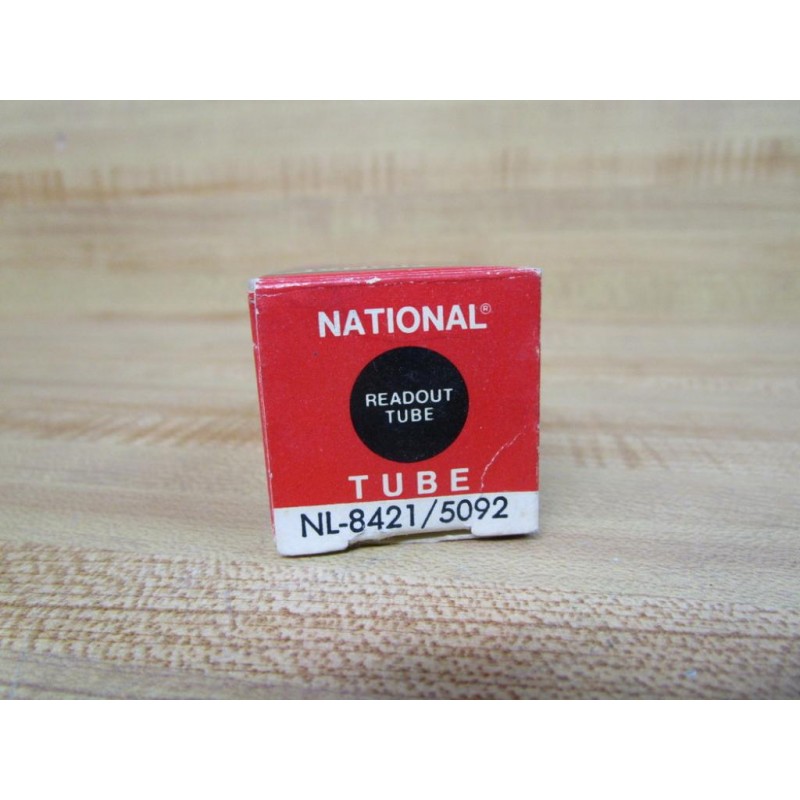 NATIONAL®
READOUT
TUBE
TUBE
NL-8421/5092